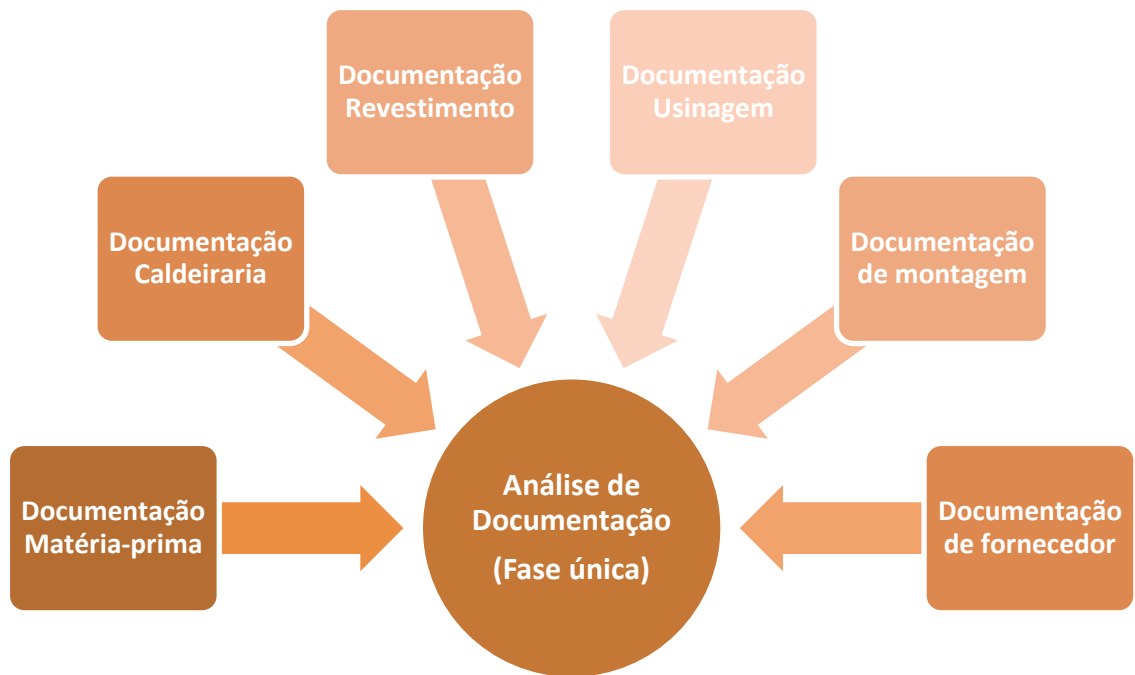 Documentação
Revestimento
Documentação
Usinagem
Documentação
Caldeiraria
Documentação
de montagem
Documentação
Matéria-prima
Análise de
Documentação
(Fase única)
Documentação
de fornecedor